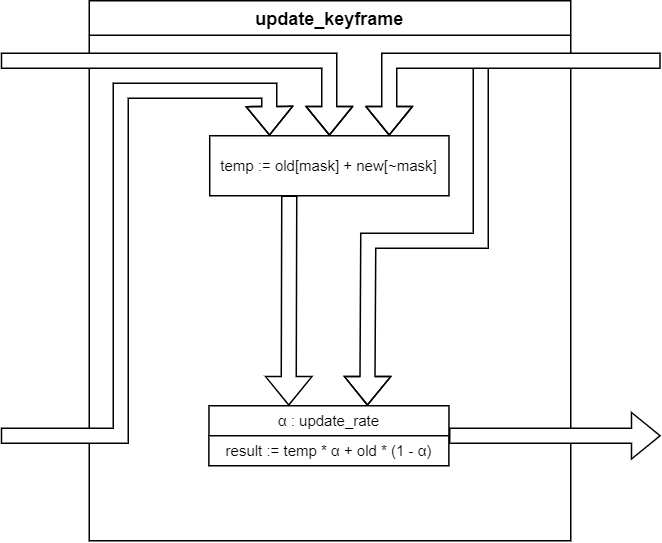 update_keyframe
temp := old[mask] + new[~mask]
α : update_rate
result := temp * α + old * (1 - α)